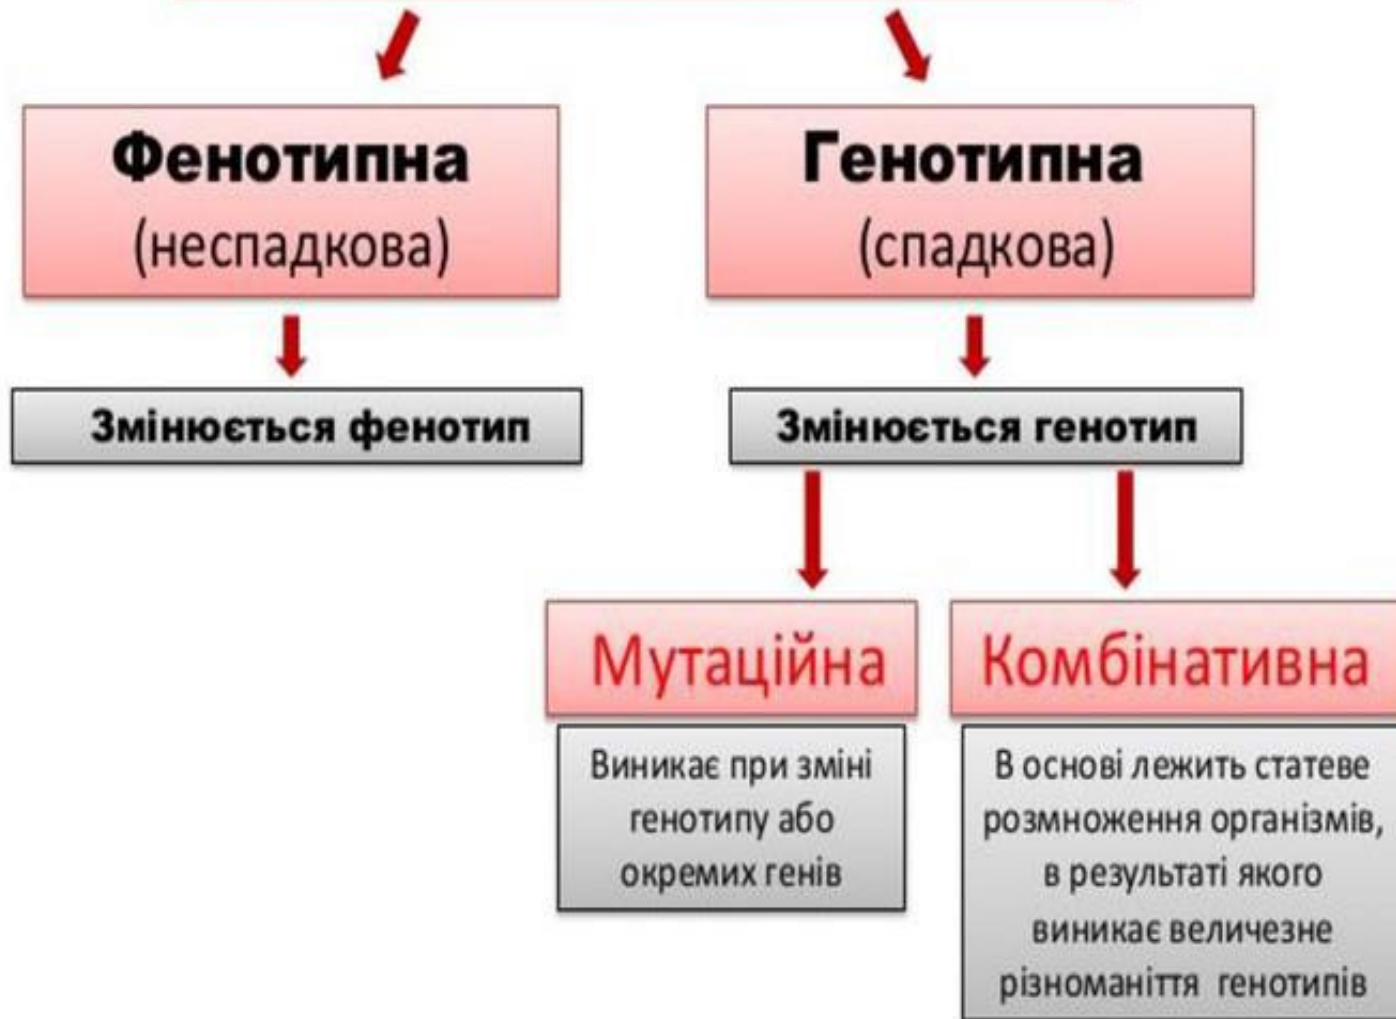 Фенотипна
(неспадкова)
Генотипна
(спадкова)
Змінюється фенотип
Змінюється генотип
Мутаційна
Виникає при зміні
генотипу або
окремих генів
Комбінативна
В основі лежить статеве
розмноження організмів,
в результаті якого
виникає величезне
різноманіття генотипів